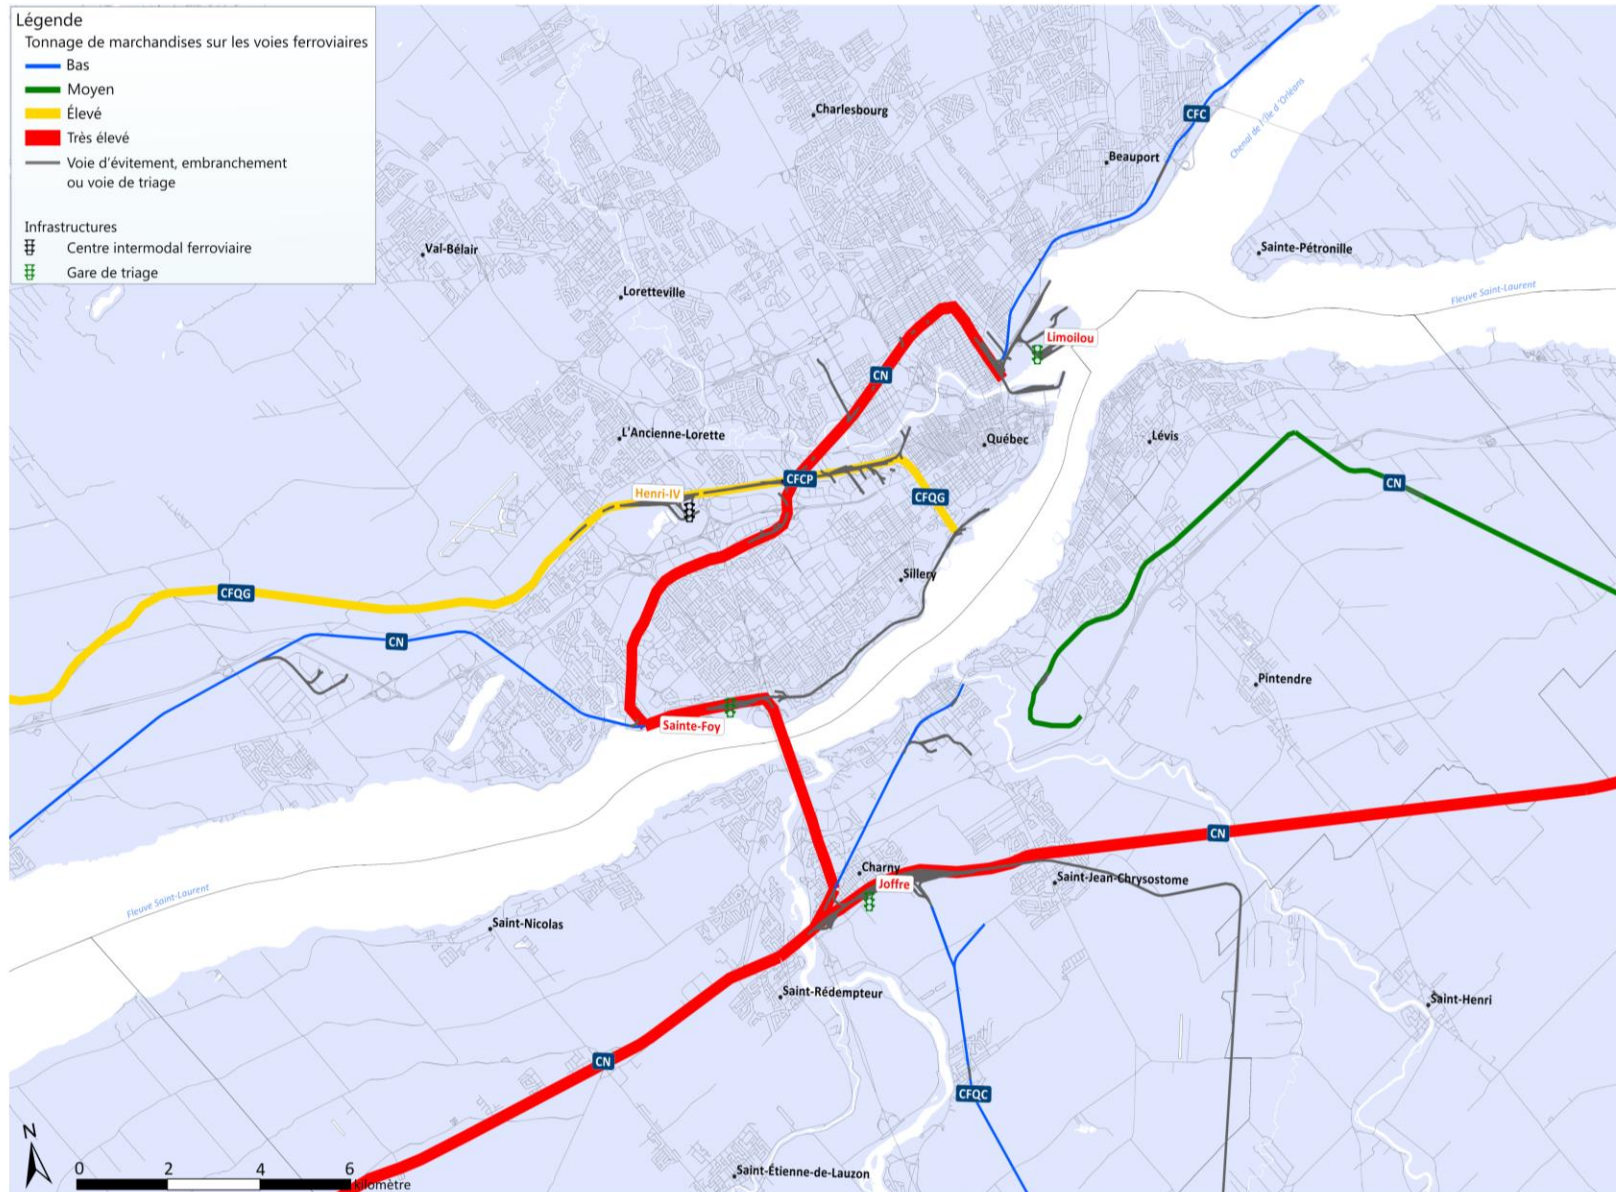 Légende
Tonnage de marchandises sur les voies ferroviaires
Bas
Moyen
Élevé
Très élevé
Voie d'évitement, embranchement
ou voie de triage
Infrastructures
Centre intermodal ferroviaire
Gare de triage
Charlesbourg
CFC
Chenal de l'Île d'Orléans
Beauport
Val-Bélair
Sainte-Pétronille
Loretteville
Fleuve Saint-Laurent
Limoilou
CN
L'Ancienne-Lorette
Québec
Lévis
CFCP
CN
Henri-IV
CFQG
Sillery
CFQG
CN
Pintendre
Sainte-Foy
CN
Charny
Joffre
Saint-Jean-Chrysostome
Fleuve Saint-Laurent
Saint-Nicolas
Saint-Rédempteur
Saint-Henri
CN
CFQC
N
0 2 4 6
kilomètre
Saint-Étienne-de-Lauzon